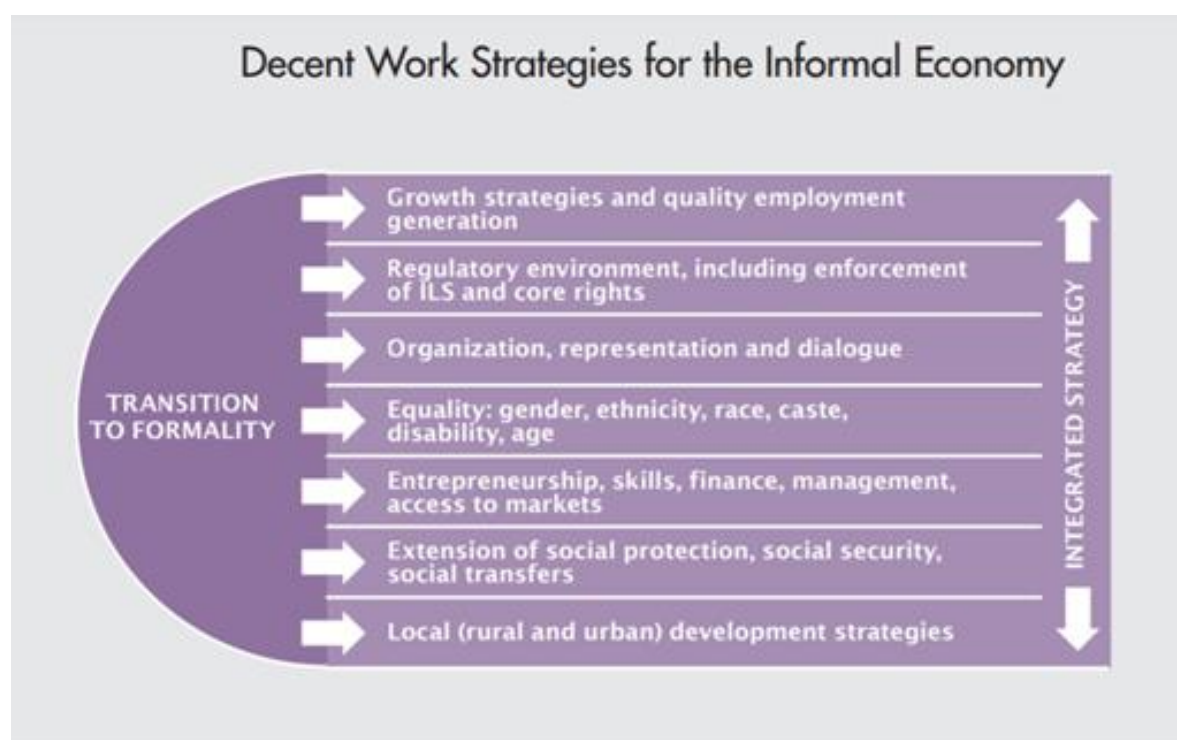 Decent Work Strategies for the Informal Economy
Growth strategies and quality employment
generation
Regulatory environment, including enforcement
of ILS and core rights
Organization, representation and dialogue
TRANSITION
TO FORMALITY
Equality: gender, ethnicity, race, caste,
disability, age
Entrepreneurship, skills, finance, management,
access to markets
Extension of social protection, social security,
social transfers
Local (rural and urban) development strategies
INTEGRATED STRATEGY